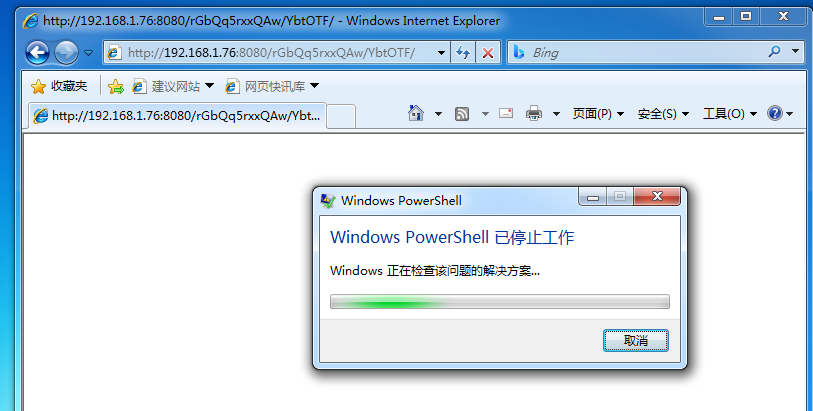 http://192.168.1.76:8080/rGbQq5rxxQAw/YbtOTF/ - Windows Internet Explorer
http://192.168.1.76:8080/rGbQq5rxxQAw/YbtOTF/
Bing
收藏夹
建议网站
网页快讯库
http://192.168.1.76:8080/rGbQq5rxxQAw/Ybt...
页面(P)
安全(S)
工具(O)
Windows PowerShell
Windows PowerShell 已停止工作
Windows 正在检查该问题的解决方案...
取消